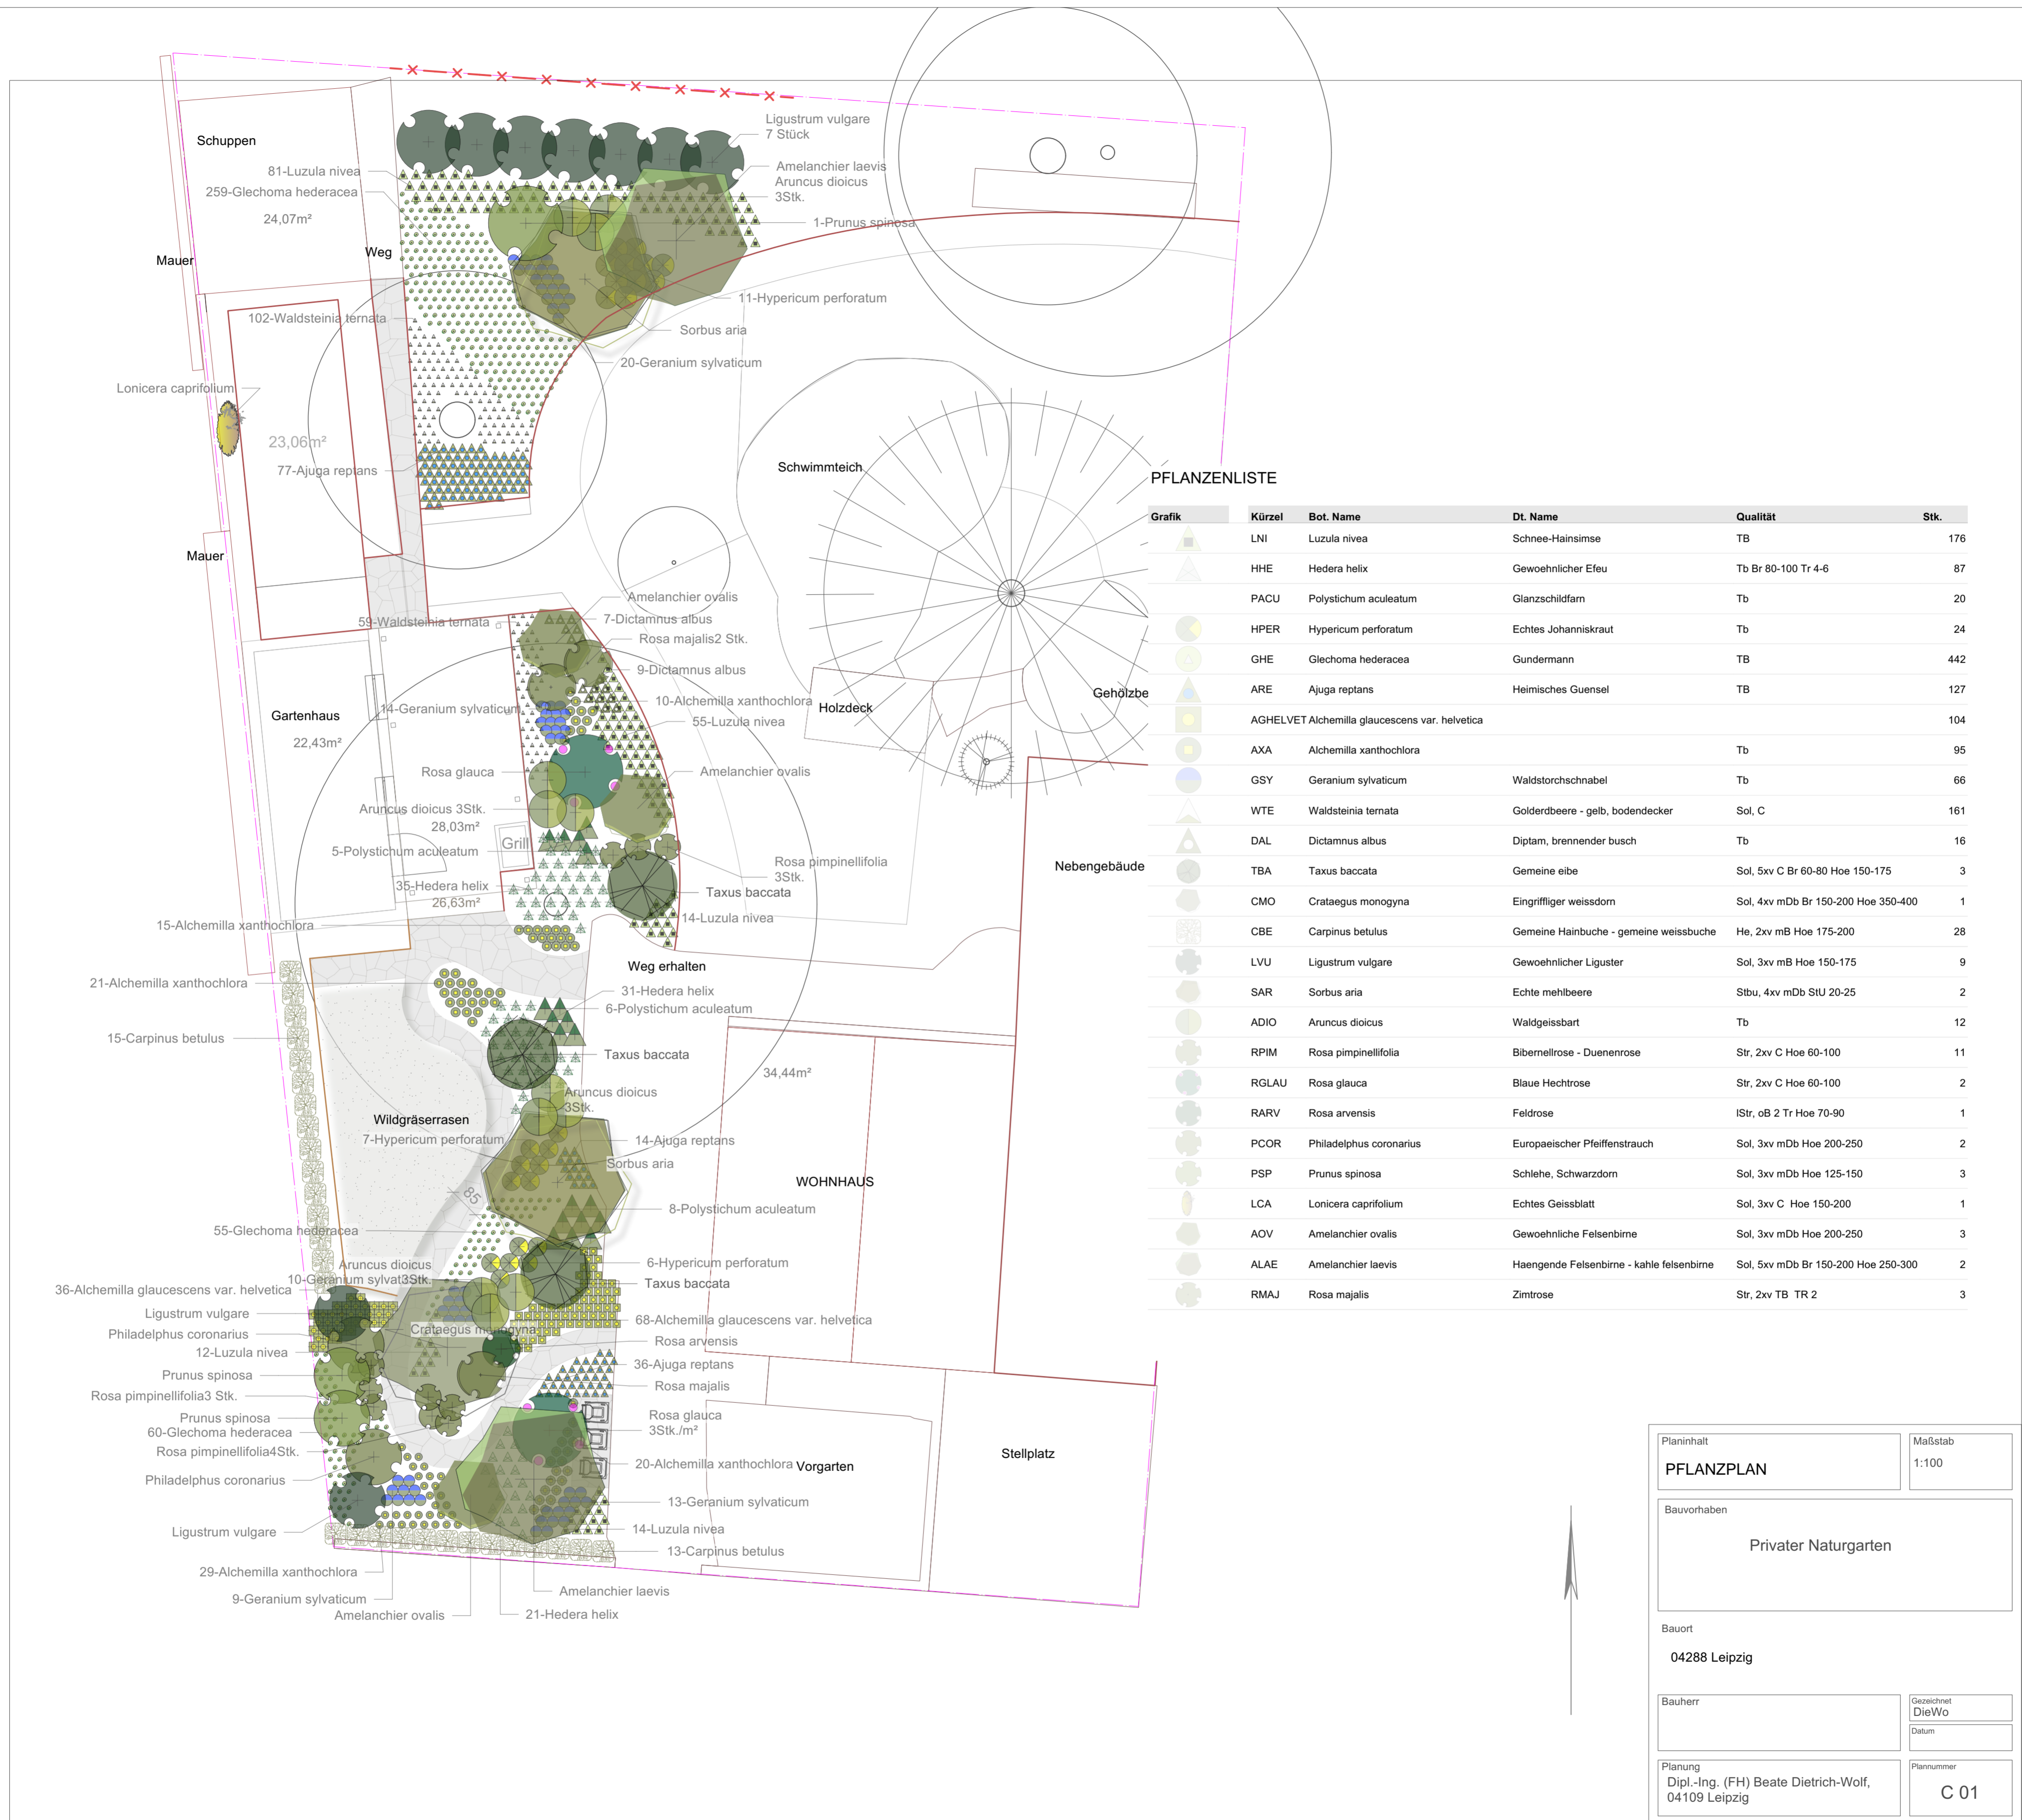 Schuppen
81-Luzula nivea
259-Glechoma hederacea
24,07m²
Mauer
Weg
102-Waldsteinia ternata
Lonicera caprifolium
23,06m²
77-Ajuga reptans
Mauer
Ligustrum vulgare
7 Stück
Amelanchier laevis
Aruncus dioicus
3Stk.
1-Prunus spinosa
11-Hypericum perforatum
Sorbus aria
20-Geranium sylvaticum
Schwimmteich
Amelanchier ovalis
59-Waldsteinia ternata
7-Dictamnus albus
Rosa majalis2 Stk.
9-Dictamnus albus
10-Alchemilla xanthochlora
14-Geranium sylvaticum
55-Luzula nivea
Gartenhaus
22,43m²
Holzdeck
Gehölzbe
Rosa glauca
Amelanchier ovalis
Aruncus dioicus 3Stk.
28,03m²
Grill
5-Polystichum aculeatum
Rosa pimpinellifolia
3Stk.
35-Hedera helix
26,63m²
Taxus baccata
14-Luzula nivea
15-Alchemilla xanthochlora
Nebengebäude
Weg erhalten
21-Alchemilla xanthochlora
31-Hedera helix
6-Polystichum aculeatum
15-Carpinus betulus
Taxus baccata
34,44m²
Aruncus dioicus
3Stk.
Wildgräserrasen
7-Hypericum perforatum
14-Ajuga reptans
Sorbus aria
WOHNHAUS
85
8-Polystichum aculeatum
55-Glechoma hederacea
Aruncus dioicus
3Stk.
10-Geranium sylvati
6-Hypericum perforatum
Taxus baccata
36-Alchemilla glaucescens var. helvetica
Ligustrum vulgare
68-Alchemilla glaucescens var. helvetica
Philadelphus coronarius
Crataegus monogyna
Rosa arvensis
12-Luzula nivea
36-Ajuga reptans
Prunus spinosa
Rosa majalis
Rosa pimpinellifolia3 Stk.
Prunus spinosa
Rosa glauca
3Stk./m²
60-Glechoma hederacea
Rosa pimpinellifolia4Stk.
Philadelphus coronarius
20-Alchemilla xanthochlora
Vorgarten
Stellplatz
13-Geranium sylvaticum
Ligustrum vulgare
14-Luzula nivea
13-Carpinus betulus
29-Alchemilla xanthochlora
Amelanchier laevis
9-Geranium sylvaticum
Amelanchier ovalis
21-Hedera helix
PFLANZENLISTE
Grafik Kürzel Bot. Name Dt. Name Qualität Stk.
LNI Luzula nivea Schnee-Hainsimse TB 176
HHE Hedera helix Gewoehnlicher Efeu Tb Br 80-100 Tr 4-6 87
PACU Polystichum aculeatum Glanzschildfarn Tb 20
HPER Hypericum perforatum Echtes Johanniskraut Tb 24
GHE Glechoma hederacea Gundermann TB 442
ARE Ajuga reptans Heimisches Guensel TB 127
AGHELVET Alchemilla glaucescens var. helvetica 104
AXA Alchemilla xanthochlora Tb 95
GSY Geranium sylvaticum Waldstorchschnabel Tb 66
WTE Waldsteinia ternata Golderdbeere - gelb, bodendecker Sol, C 161
DAL Dictamnus albus Diptam, brennender busch Tb 16
TBA Taxus baccata Gemeine eibe Sol, 5xv C Br 60-80 Hoe 150-175 3
CMO Crataegus monogyna Eingriffliger weissdorn Sol, 4xv mDb Br 150-200 Hoe 350-400 1
CBE Carpinus betulus Gemeine Hainbuche - gemeine weissbuche He, 2xv mB Hoe 175-200 28
LVU Ligustrum vulgare Gewoehnlicher Liguster Sol, 3xv mB Hoe 150-175 9
SAR Sorbus aria Echte mehlbeere Stbu, 4xv mDb StU 20-25 2
ADIO Aruncus dioicus Waldgeissbart Tb 12
RPIM Rosa pimpinellifolia Bibernellrose - Duenenrose Str, 2xv C Hoe 60-100 11
RGLAU Rosa glauca Blaue Hechtrose Str, 2xv C Hoe 60-100 2
RARV Rosa arvensis Feldrose lStr, oB 2 Tr Hoe 70-90 1
PCOR Philadelphus coronarius Europaeischer Pfeiffenstrauch Sol, 3xv mDb Hoe 200-250 2
PSP Prunus spinosa Schlehe, Schwarzdorn Sol, 3xv mDb Hoe 125-150 3
LCA Lonicera caprifolium Echtes Geissblatt Sol, 3xv C Hoe 150-200 1
AOV Amelanchier ovalis Gewoehnliche Felsenbirne Sol, 3xv mDb Hoe 200-250 3
ALAE Amelanchier laevis Haengende Felsenbirne - kahle felsenbirne Sol, 5xv mDb Br 150-200 Hoe 250-300 2
RMAJ Rosa majalis Zimtrose Str, 2xv TB TR 2 3
Planinhalt
PFLANZPLAN
Maßstab
1:100
Bauvorhaben
Privater Naturgarten
Bauort
04288 Leipzig
Bauherr
Gezeichnet
DieWo
Datum
Planung
Dipl.-Ing. (FH) Beate Dietrich-Wolf,
04109 Leipzig
Plannummer
C 01